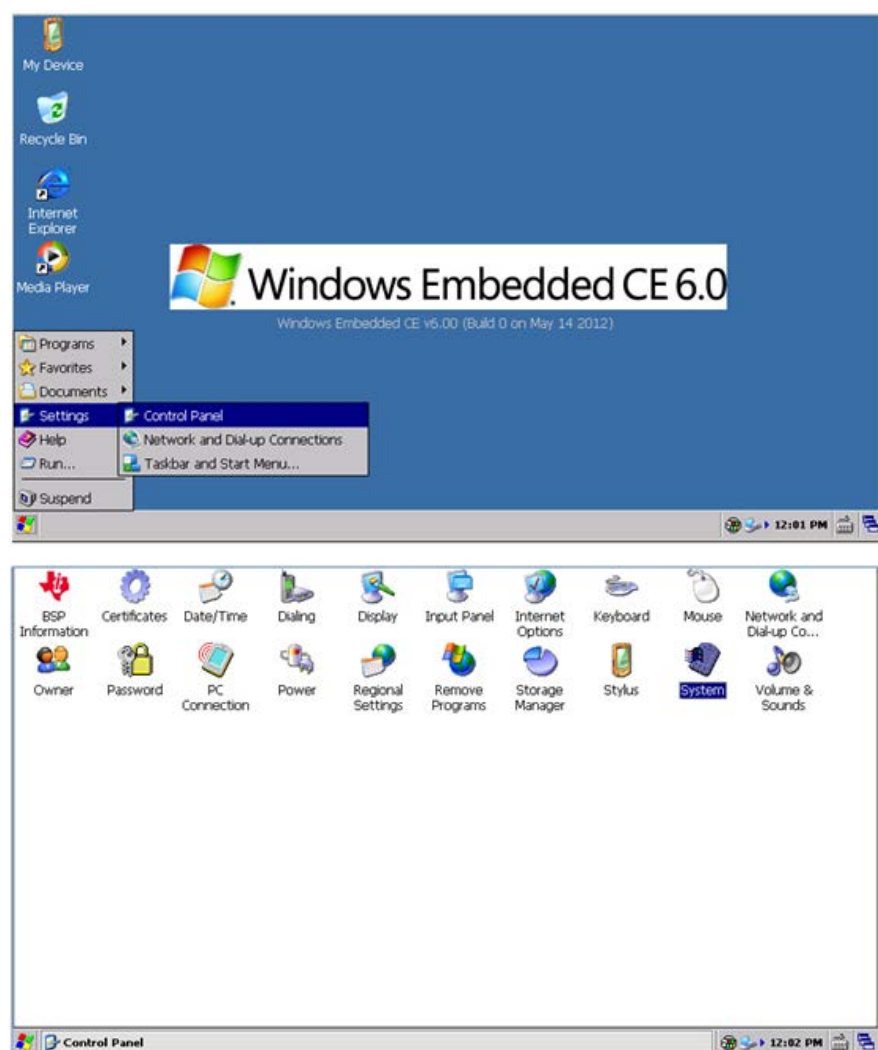 My Device
Recycle Bin
Internet
Explorer
Media Player
Windows Embedded CE 6.0
Windows Embedded CE v6.00 (Build 0 on May 14 2012)
Programs
Favorites
Documents
Settings
Control Panel
Help
Network and Dial-up Connections
Run...
Taskbar and Start Menu...
Suspend
12:01 PM
BSP
Information
Certificates
Date/Time
Dialing
Display
Input Panel
Internet
Options
Keyboard
Mouse
Network and
Dial-up Co...
Owner
Password
PC
Connection
Power
Regional
Settings
Remove
Programs
Storage
Manager
Stylus
System
Volume &
Sounds
Control Panel
12:02 PM